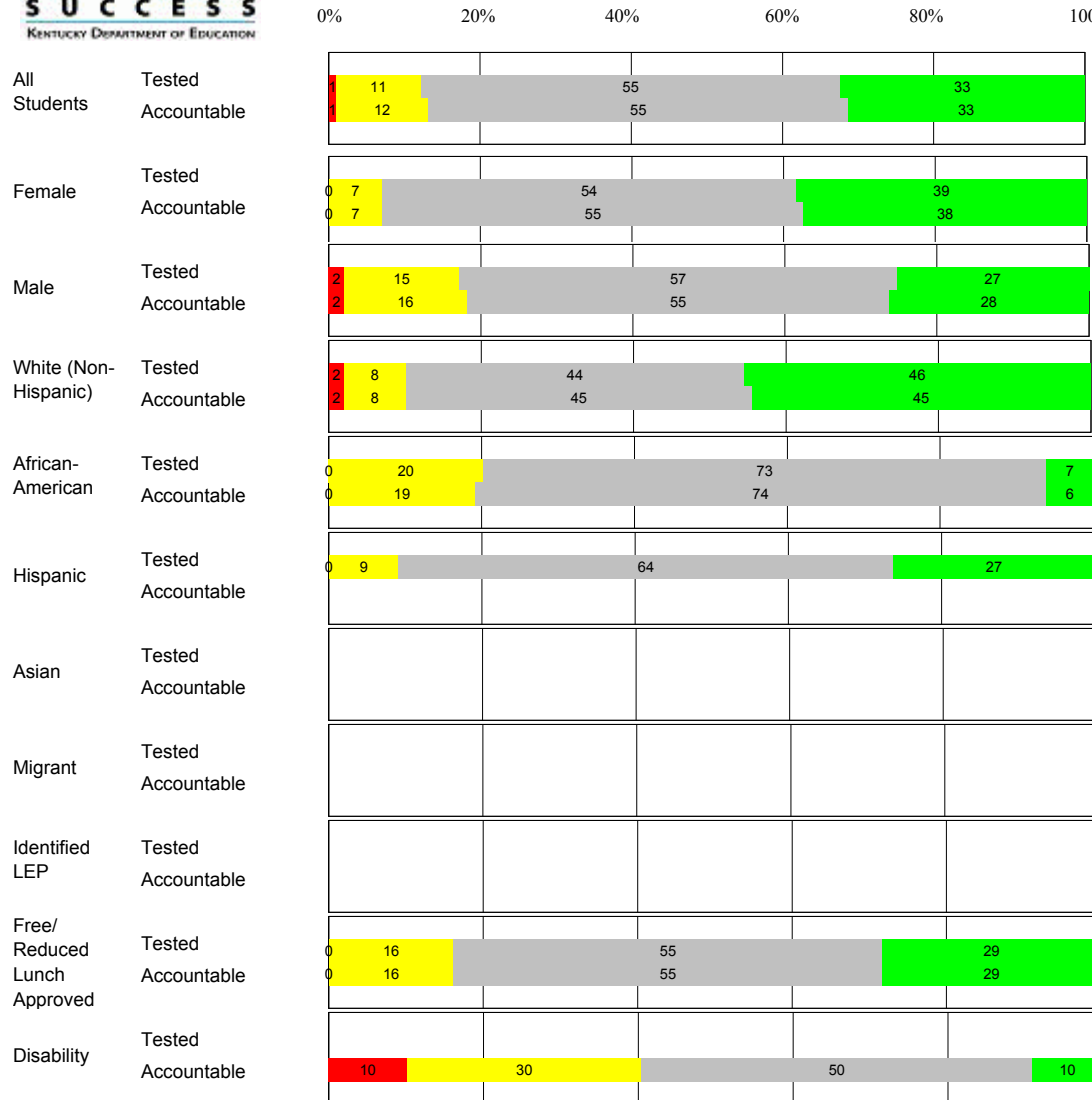 SUCCESS
KENTUCKY DEPARTMENT OF EDUCATION
0% 20% 40% 60% 80% 100
All Students Tested 1 11 55 33
Accountable 1 12 55 33
Female Tested 0 7 54 39
Accountable 0 7 55 38
Male Tested 2 15 57 27
Accountable 2 16 55 28
White (Non-Hispanic) Tested 2 8 44 46
Accountable 2 8 45 45
African-American Tested 0 20 73 7
Accountable 0 19 74 6
Hispanic Tested 0 9 64 27
Accountable
Asian Tested
Accountable
Migrant Tested
Accountable
Identified LEP Tested
Accountable
Free/ Reduced Lunch Approved Tested 0 16 55 29
Accountable 0 16 55 29
Disability Tested
Accountable 10 30 50 10